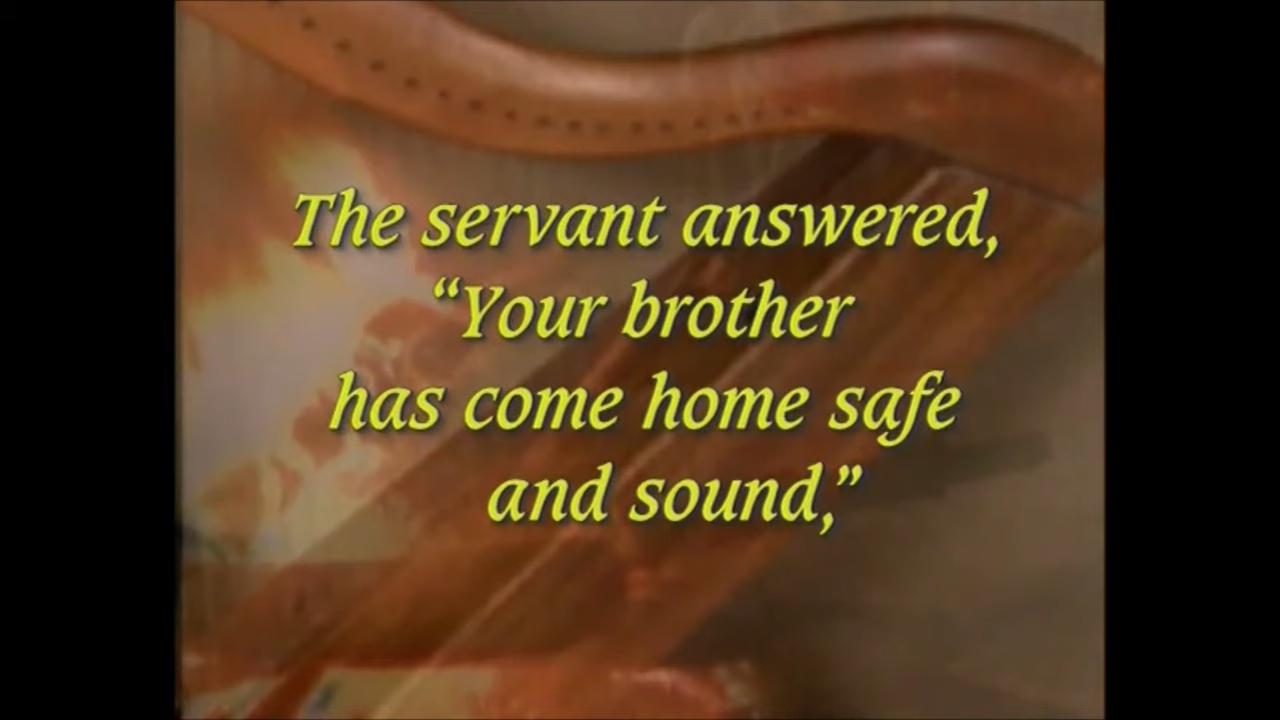 The servant answered,
“Your brother
has come home safe
and sound,”